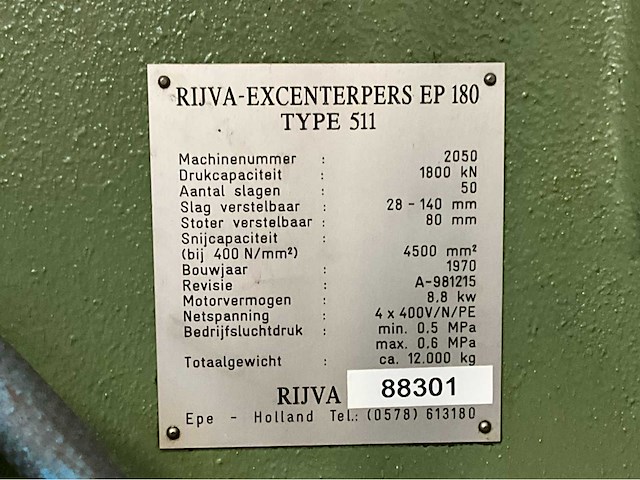 RIJVA-EXCENTERPERS EP 180
TYPE 511
Machinenummer : 2050
Drukcapaciteit : 1800 kN
Aantal slagen : 50
Slag verstelbaar : 28 - 140 mm
Stoter verstelbaar : 80 mm
Snijcapaciteit :
(bij 400 N/mm²) 4500 mm²
Bouwjaar : 1970
Revisie : A-981215
Motorvermogen : 8.8 kw
Netspanning : 4 x 400V/N/PE
Bedrijfsluchtdruk : min. 0.5 MPa
max. 0.6 MPa
Totaalgewicht : ca. 12.000 kg
RIJVA 88301
Epe - Holland Tel.: (0578) 613180